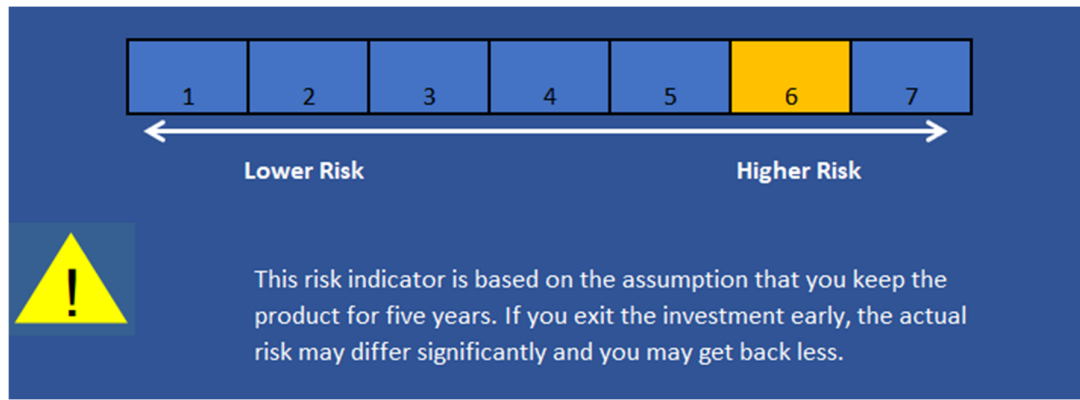 1 2 3 4 5 6 7
Lower Risk Higher Risk
!
This risk indicator is based on the assumption that you keep the
product for five years. If you exit the investment early, the actual
risk may differ significantly and you may get back less.